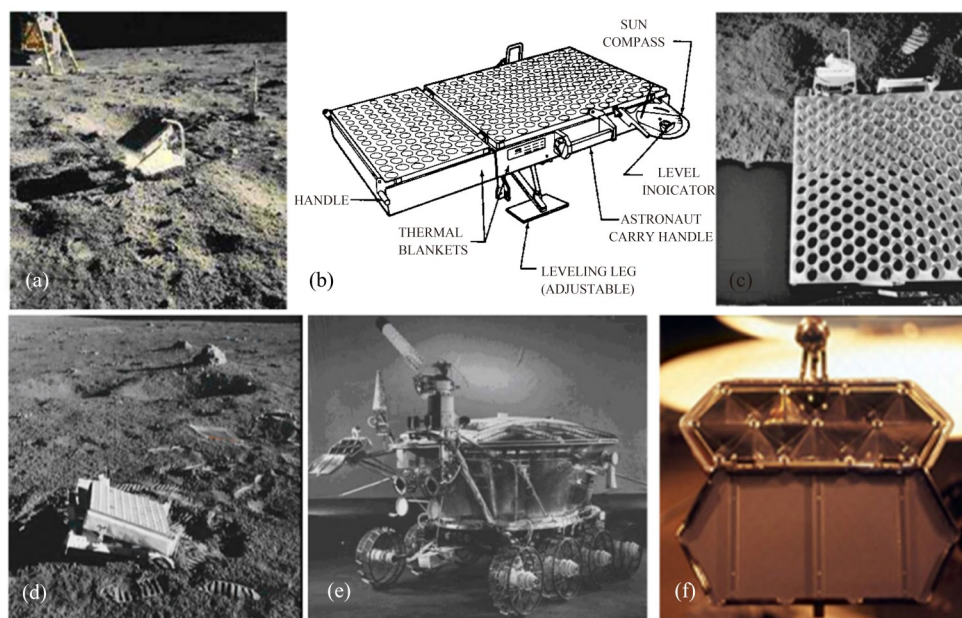 (a)
SUN
COMPASS
HANDLE
THERMAL
BLANKETS
LEVEL
INOICATOR
ASTRONAUT
CARRY HANDLE
LEVELING LEG
(ADJUSTABLE)
(b)
(c)
(d)
(e)
(f)